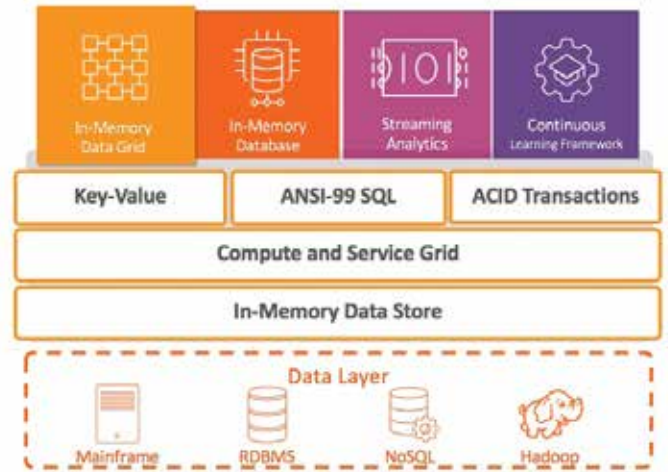 In-Memory
Data Grid
In-Memory
Database
Streaming
Analytics
Continuous
Learning Framework
Key-Value
ANSI-99 SQL
ACID Transactions
Compute and Service Grid
In-Memory Data Store
Data Layer
Mainframe
RDBMS
NoSQL
Hadoop